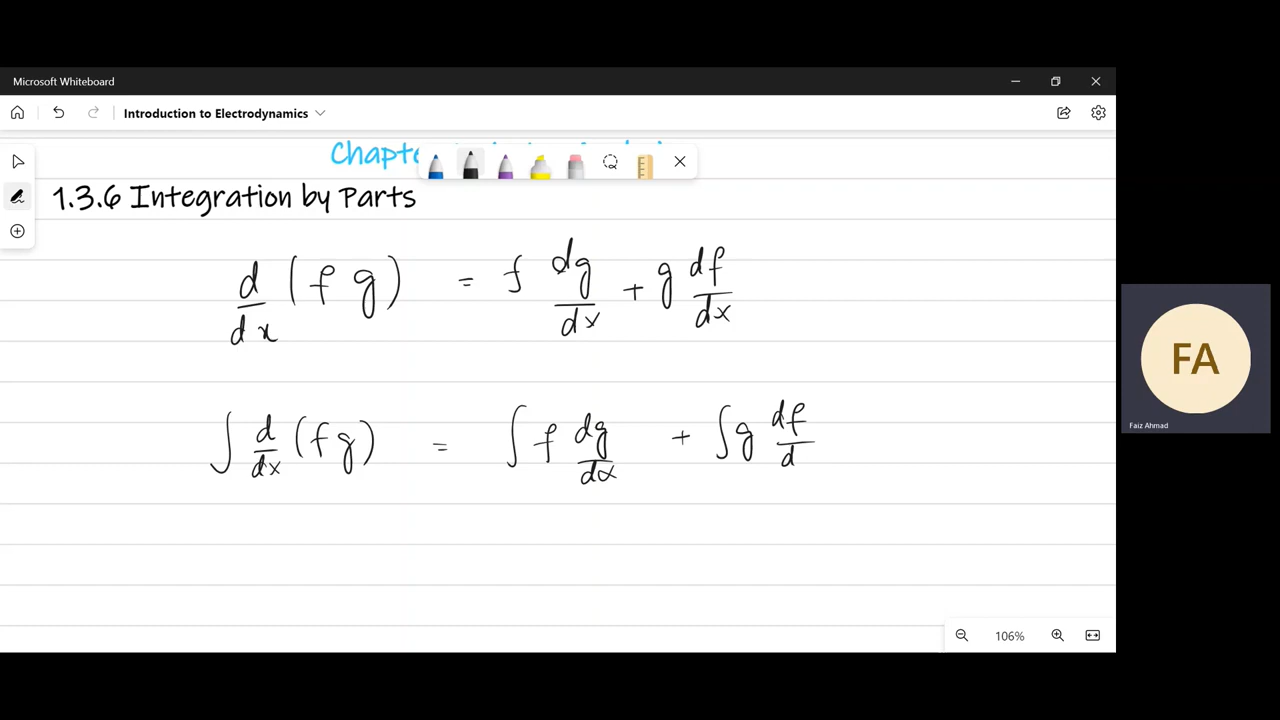 Microsoft Whiteboard
Introduction to Electrodynamics
Chapte
1.3.6 Integration by Parts
d/dx (f g) = f dg/dx + g df/dx
∫ d/dx (f g) = ∫ f dg/dx + ∫ g df/d
FA
Faiz Ahmad
106%